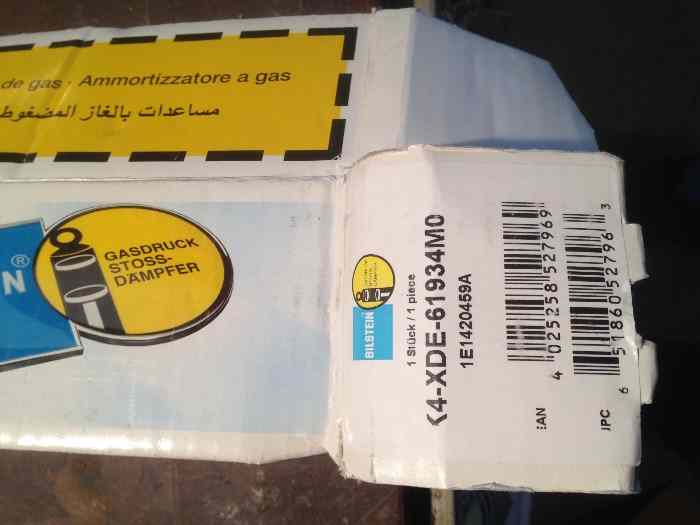 de gas · Ammortizzatore a gas
مساعدات بالغاز المضغوط
N ®
GASDRUCK
STOSS-
DÄMPFER
BILSTEIN
1 Stück / 1 piece
K4-XDE-61934M0
1E1420459A
EAN
4 025258 527969
UPC
6 51860 52796 3